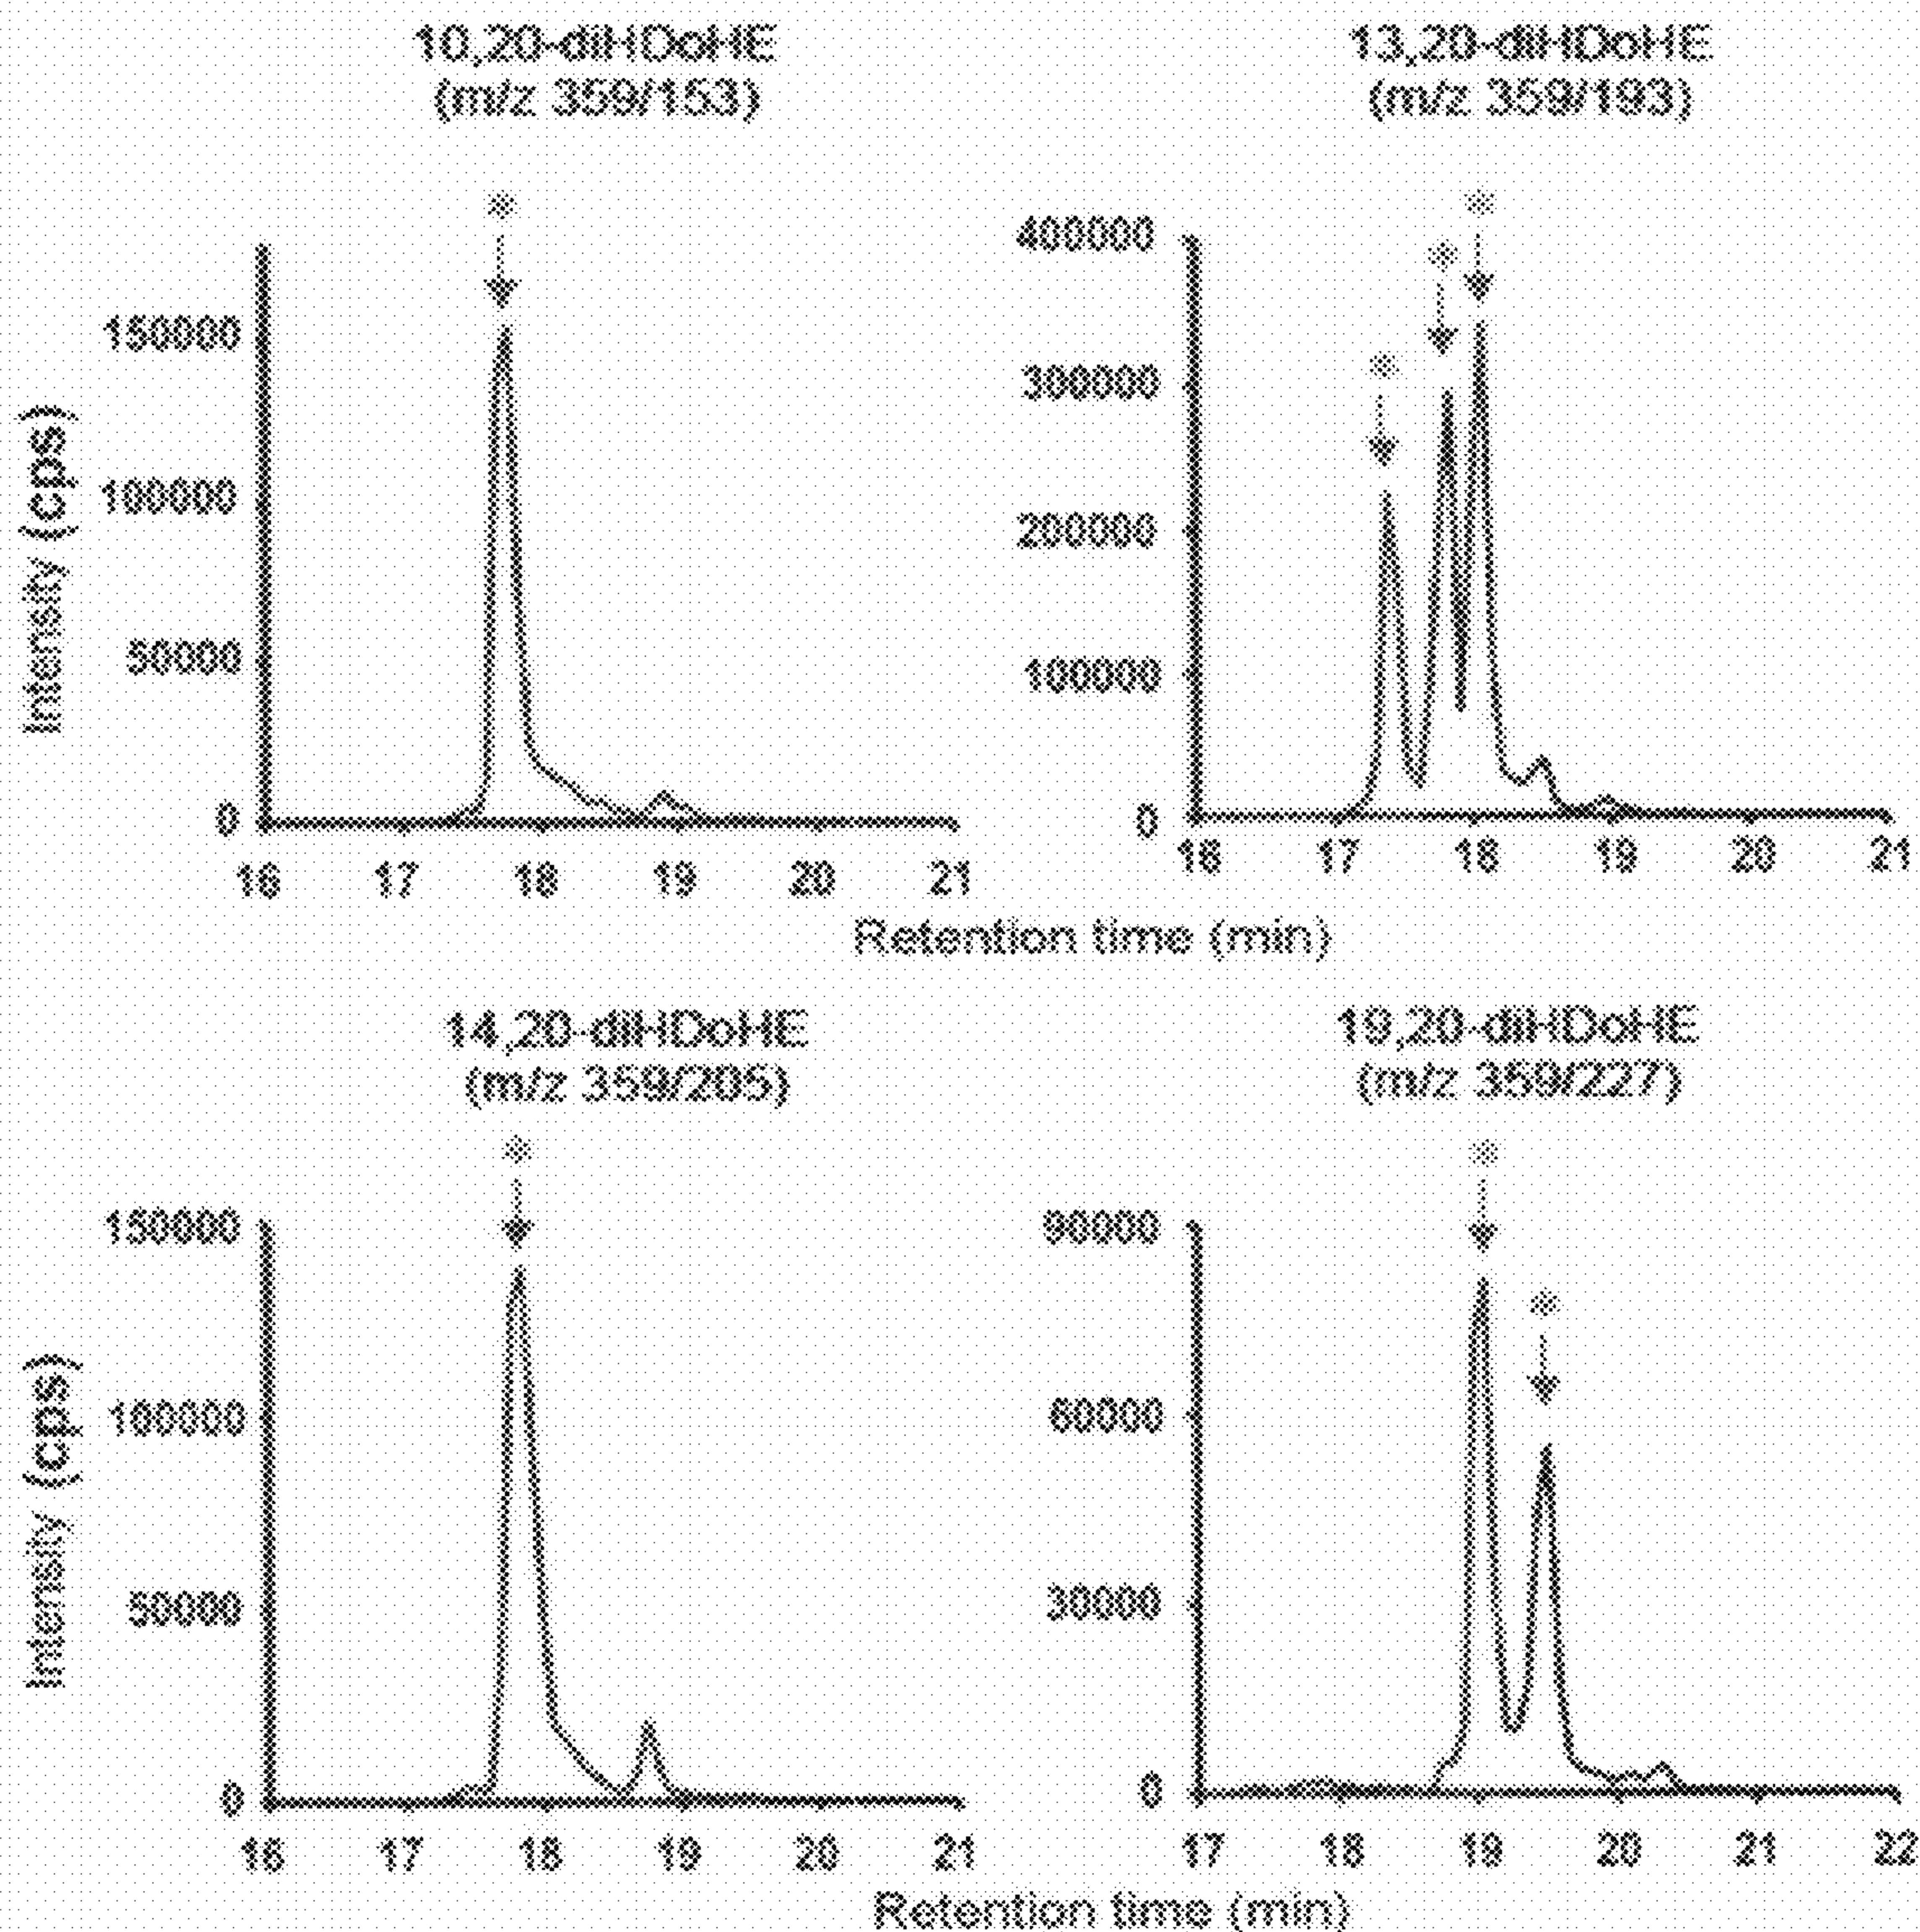 10,20-diHDoHE
(m/z 359/153)
13,20-diHDoHE
(m/z 359/193)
*
*
*
*
Intensity (cps)
150000
100000
50000
0
400000
300000
200000
100000
0
16 17 18 19 20 21
16 17 18 19 20 21
Retention time (min)
14,20-diHDoHE
(m/z 359/205)
19,20-diHDoHE
(m/z 359/227)
*
*
*
Intensity (cps)
150000
100000
50000
0
90000
60000
30000
0
16 17 18 19 20 21
17 18 19 20 21 22
Retention time (min)